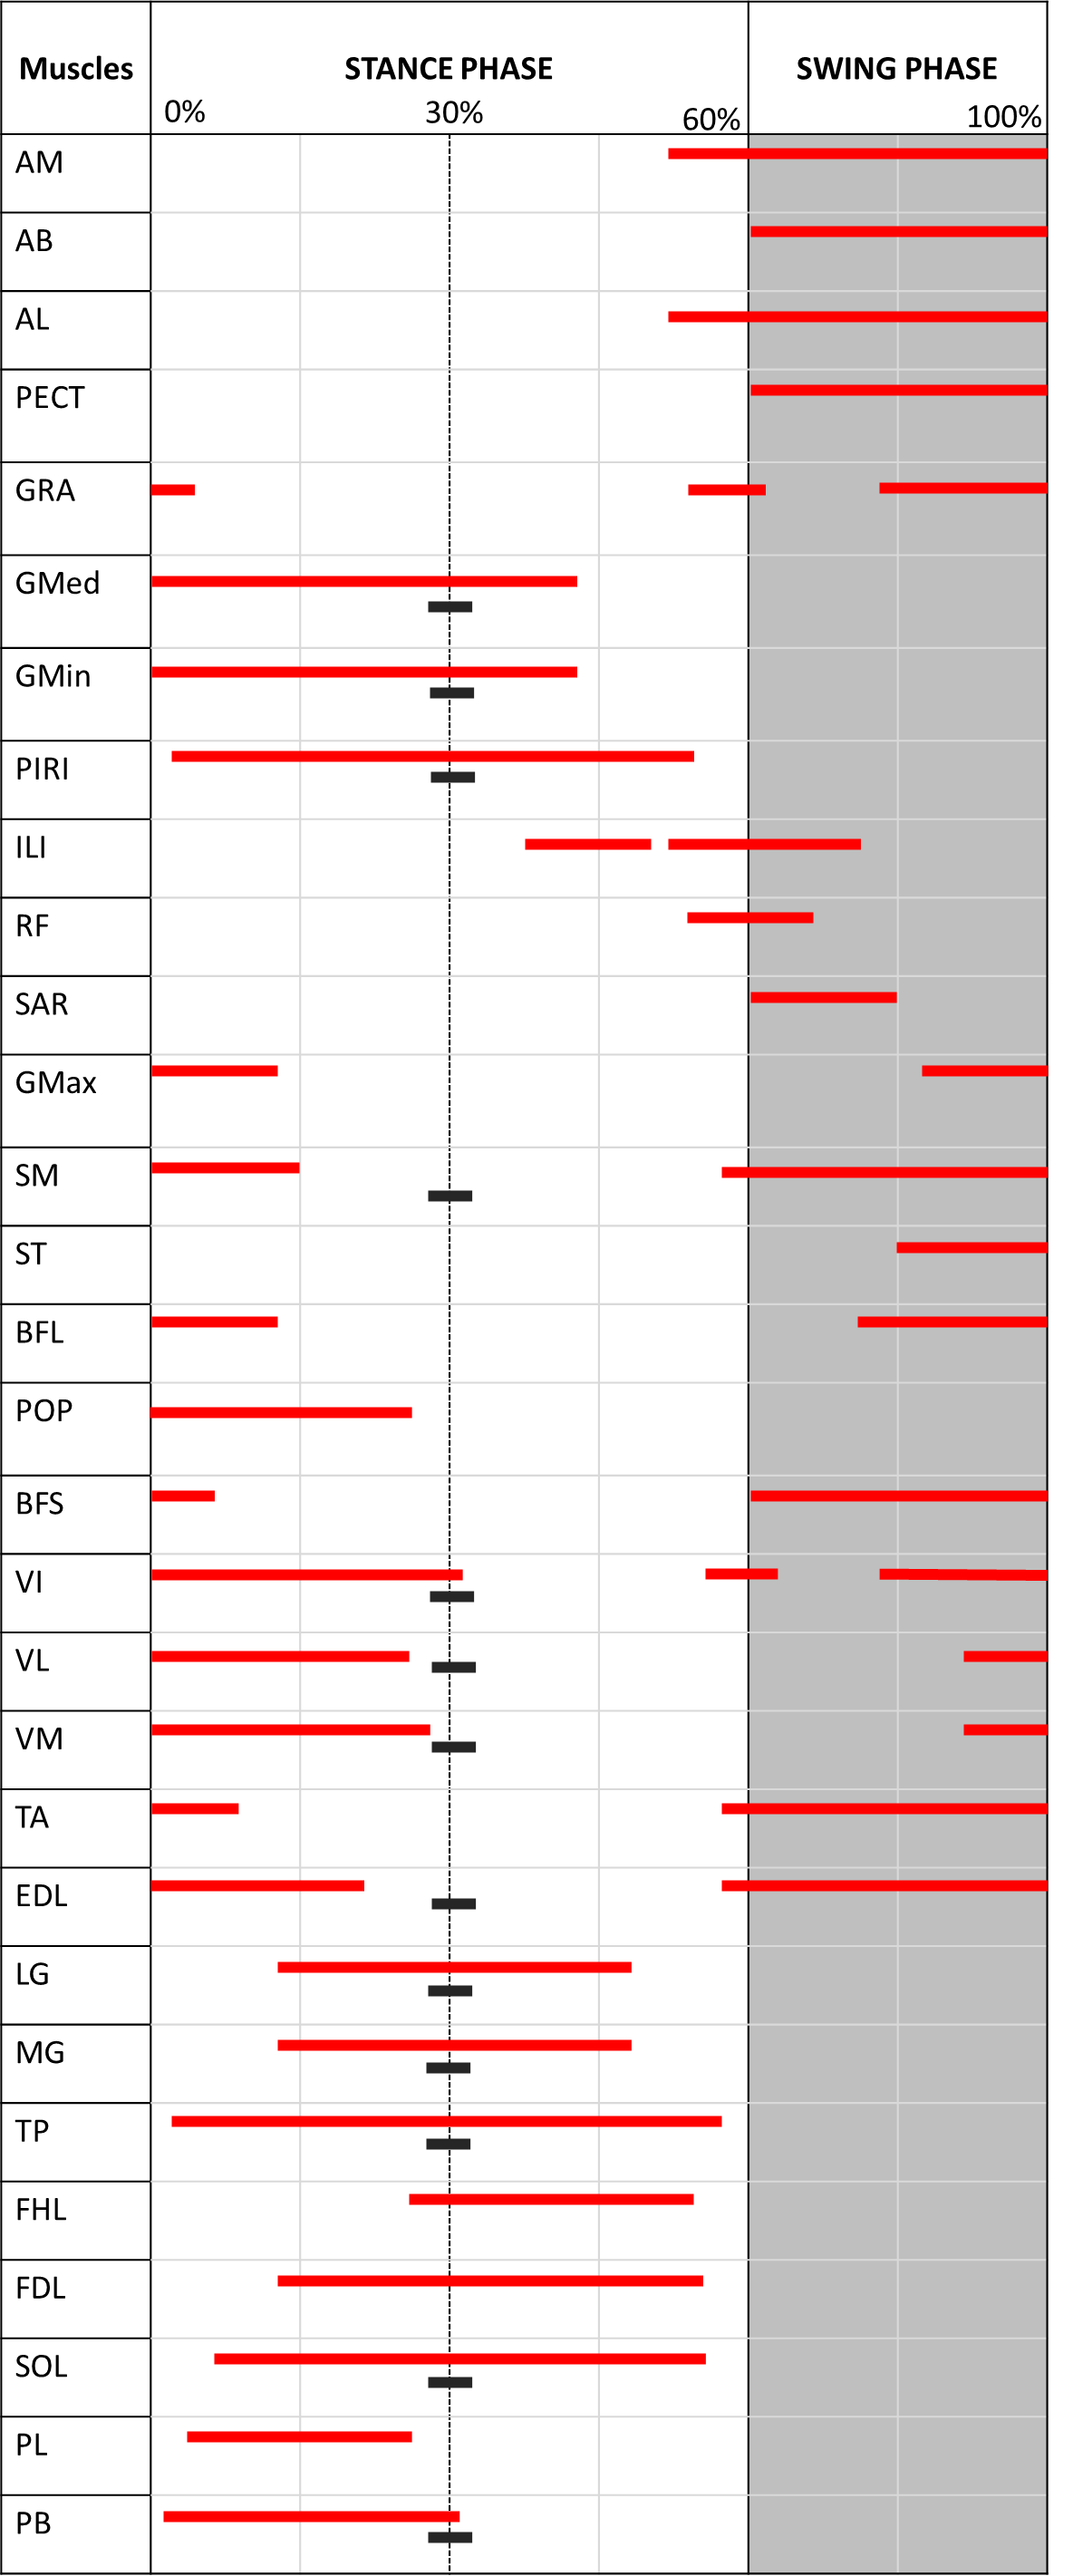 Muscles STANCE PHASE SWING PHASE
0% 30% 60% 100%
AM
AB
AL
PECT
GRA
GMed
GMin
PIRI
ILI
RF
SAR
GMax
SM
ST
BFL
POP
BFS
VI
VL
VM
TA
EDL
LG
MG
TP
FHL
FDL
SOL
PL
PB